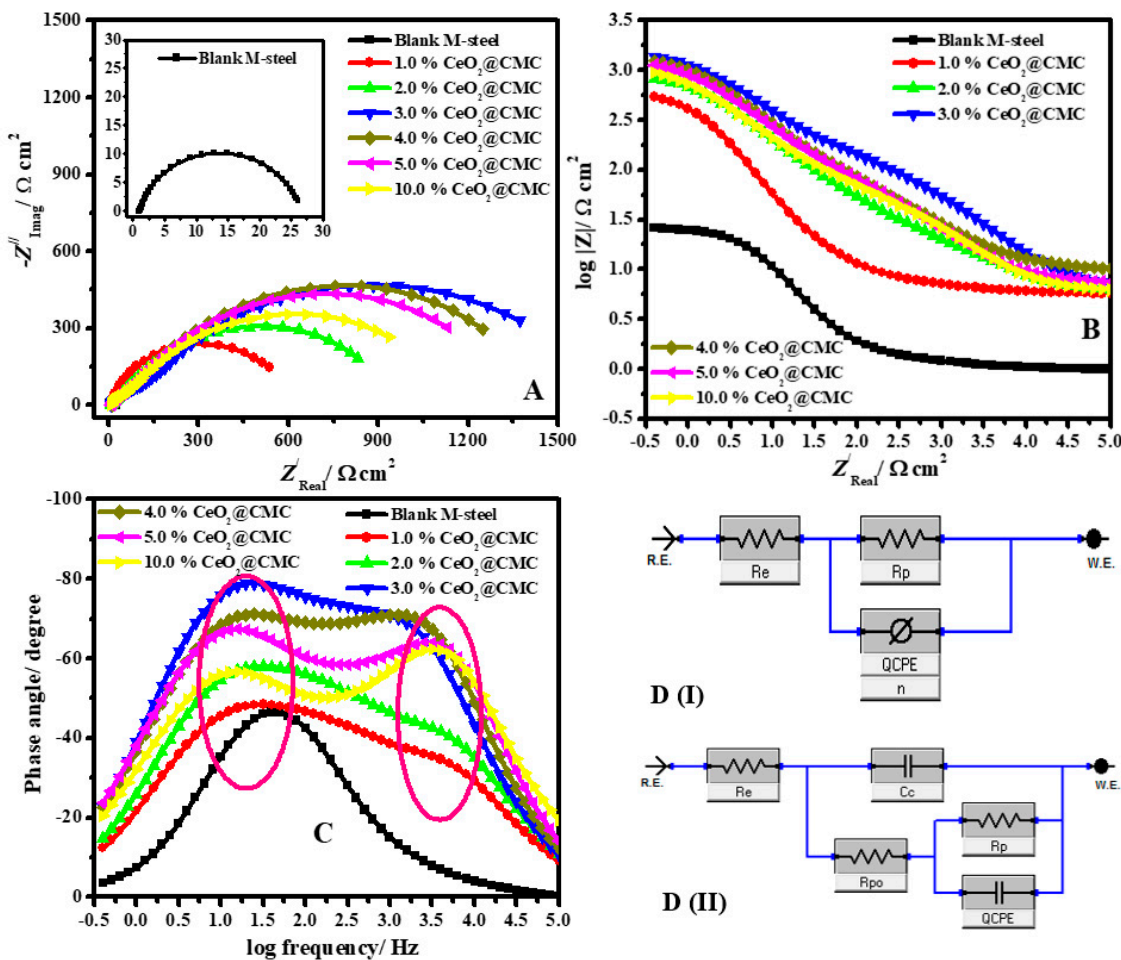 1500
1200
900
600
300
0
-Z//Imag/ Ω cm2
30
25
20
15
10
5
0
Blank M-steel
0 5 10 15 20 25 30
Blank M-steel
1.0 % CeO2@CMC
2.0 % CeO2@CMC
3.0 % CeO2@CMC
4.0 % CeO2@CMC
5.0 % CeO2@CMC
10.0 % CeO2@CMC
A
0 300 600 900 1200 1500
Z/Real/ Ω cm2
3.5
3.0
2.5
2.0
1.5
1.0
0.5
0.0
-0.5
log |Z|/ Ω cm2
Blank M-steel
1.0 % CeO2@CMC
2.0 % CeO2@CMC
3.0 % CeO2@CMC
B
4.0 % CeO2@CMC
5.0 % CeO2@CMC
10.0 % CeO2@CMC
-0.5 0.0 0.5 1.0 1.5 2.0 2.5 3.0 3.5 4.0 4.5 5.0
Z/Real/ Ω cm2
-100
-80
-60
-40
-20
0
Phase angle/ degree
4.0 % CeO2@CMC
5.0 % CeO2@CMC
10.0 % CeO2@CMC
Blank M-steel
1.0 % CeO2@CMC
2.0 % CeO2@CMC
3.0 % CeO2@CMC
C
-0.5 0.0 0.5 1.0 1.5 2.0 2.5 3.0 3.5 4.0 4.5 5.0
log frequency/ Hz
R.E.
Re
Rp
W.E.
QCPE
n
D (I)
R.E.
Re
Cc
W.E.
Rpo
Rp
QCPE
D (II)